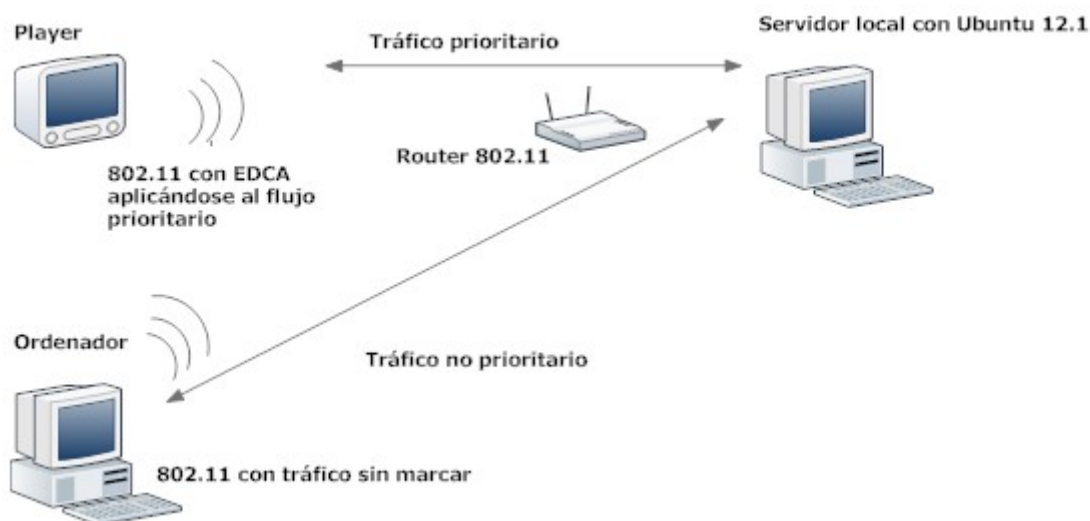 Player
Tráfico prioritario
Servidor local con Ubuntu 12.1
Router 802.11
802.11 con EDCA
aplicándose al flujo
prioritario
Ordenador
Tráfico no prioritario
802.11 con tráfico sin marcar